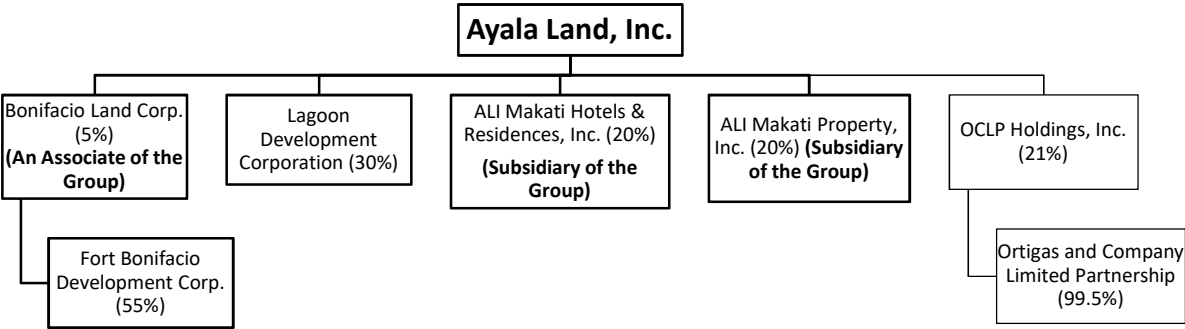 Ayala Land, Inc.
Bonifacio Land Corp.
(5%)
(An Associate of the
Group)
Lagoon
Development
Corporation (30%)
ALI Makati Hotels &
Residences, Inc. (20%)
(Subsidiary of the
Group)
ALI Makati Property,
Inc. (20%) (Subsidiary
of the Group)
OCLP Holdings, Inc.
(21%)
Fort Bonifacio
Development Corp.
(55%)
Ortigas and Company
Limited Partnership
(99.5%)